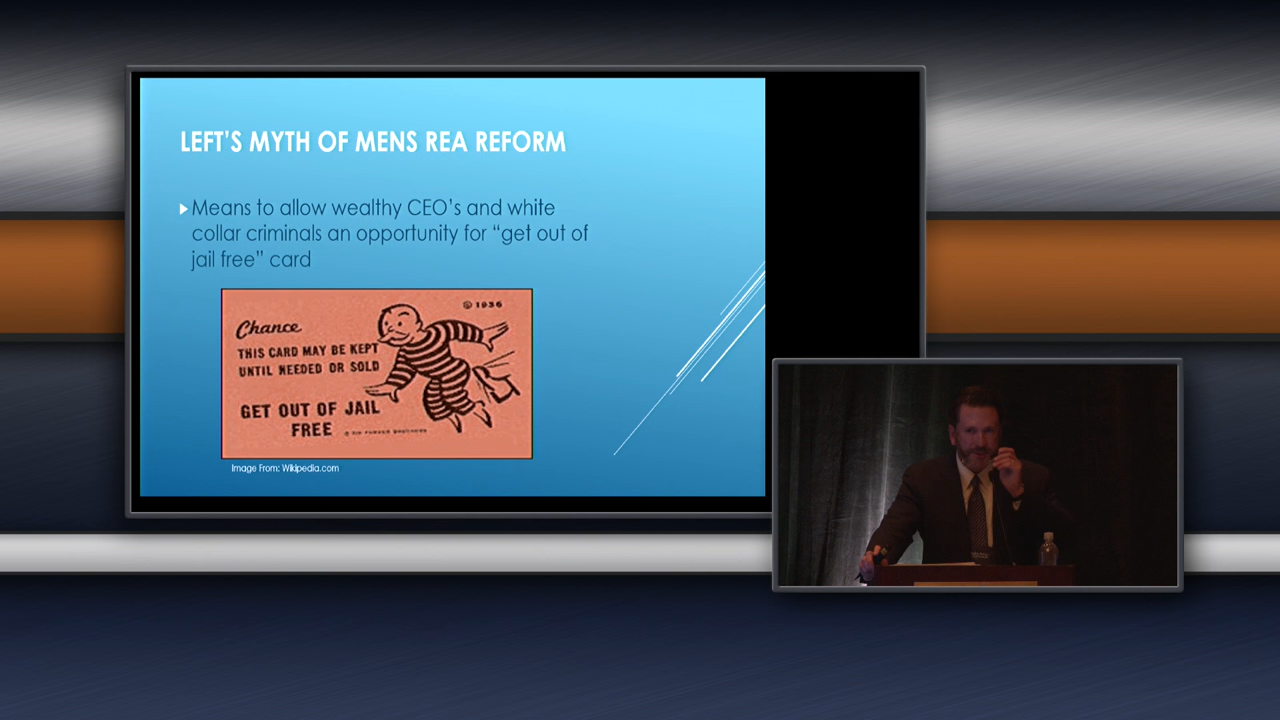 LEFT'S MYTH OF MENS REA REFORM
Means to allow wealthy CEO's and white
collar criminals an opportunity for “get out of
jail free” card
© 1936
Chance
THIS CARD MAY BE KEPT
UNTIL NEEDED OR SOLD
GET OUT OF JAIL
FREE
Image From: Wikipedia.com